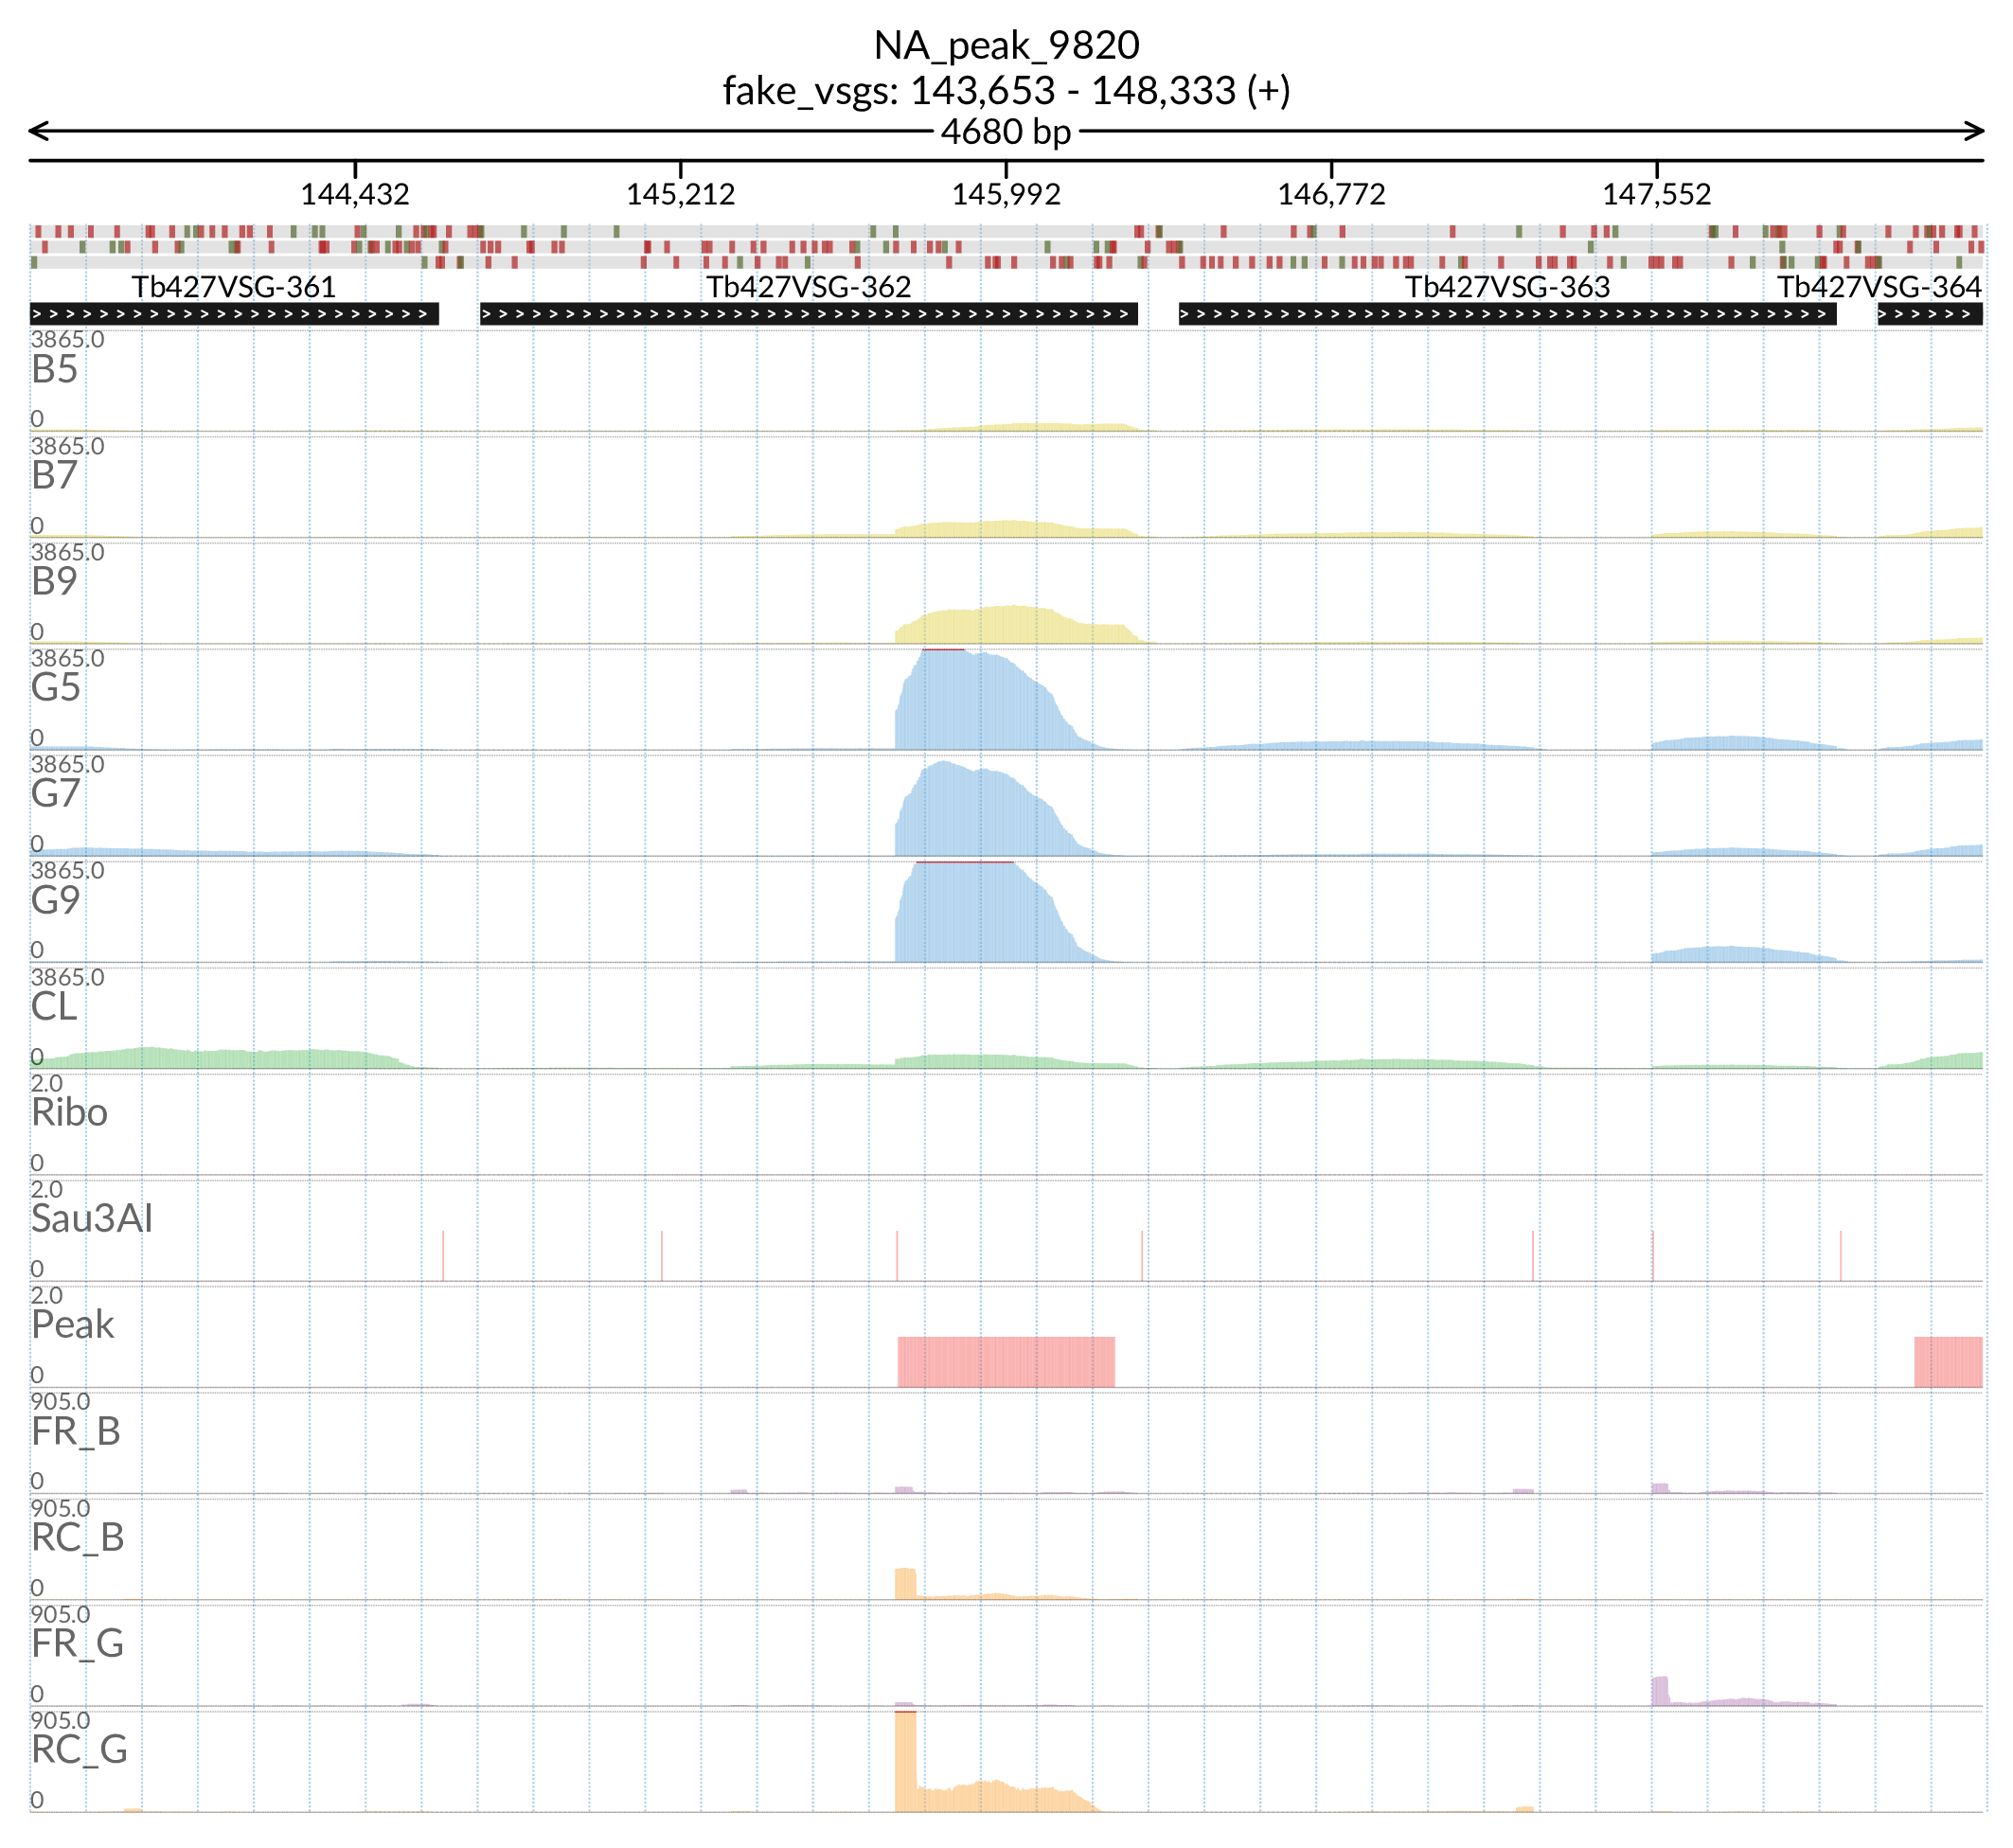 NA_peak_9820
fake_vsgs: 143,653 - 148,333 (+)
4680 bp
144,432 145,212 145,992 146,772 147,552
Tb427VSG-361 Tb427VSG-362 Tb427VSG-363 Tb427VSG-364
3865.0
B5
0
3865.0
B7
0
3865.0
B9
0
3865.0
G5
0
3865.0
G7
0
3865.0
G9
0
3865.0
CL
0
2.0
Ribo
0
2.0
Sau3AI
0
2.0
Peak
0
905.0
FR_B
0
905.0
RC_B
0
905.0
FR_G
0
905.0
RC_G
0